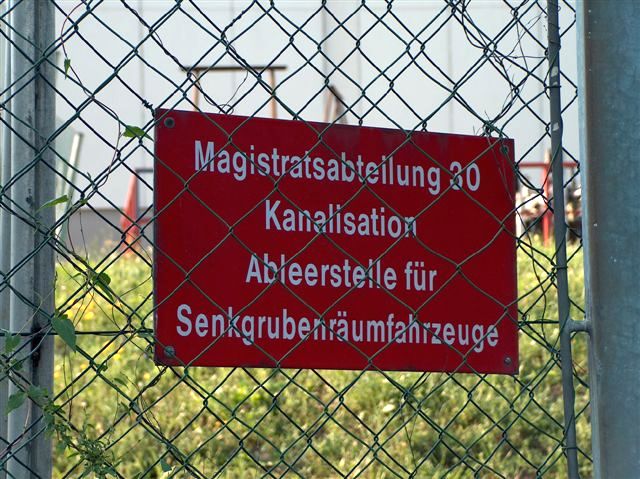 Magistratsabteilung 30
Kanalisation
Ableerstelle für
Senkgrubenräumfahrzeuge